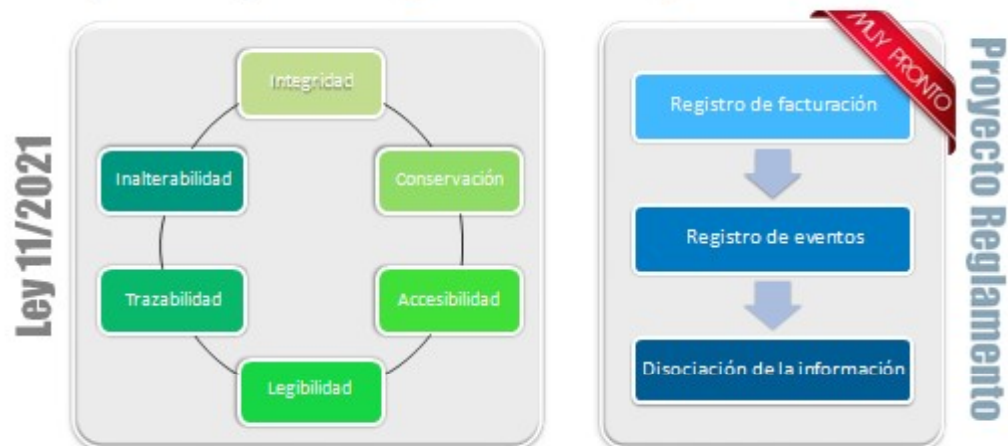 Ley 11/2021
Integridad
Inalterabilidad
Conservación
Trazabilidad
Accesibilidad
Legibilidad
MUY PRONTO
Registro de facturación
Registro de eventos
Disociación de la información
Proyecto Reglamento